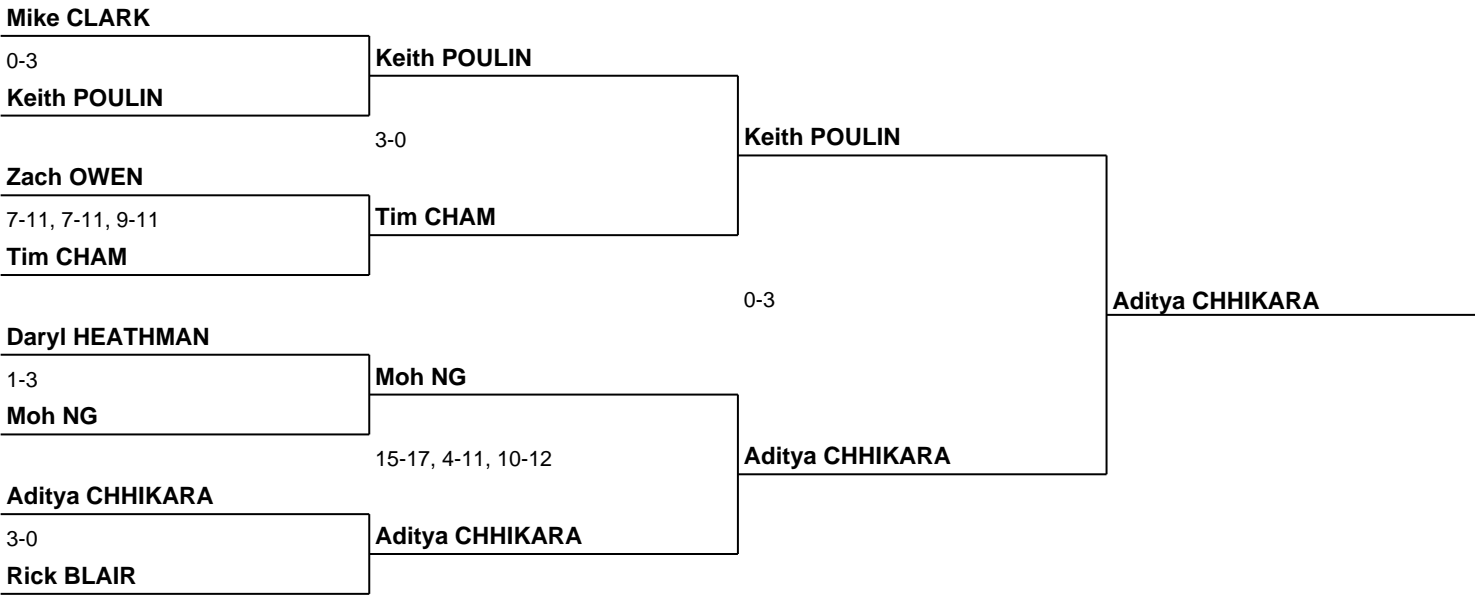 Mike CLARK
0-3
Keith POULIN
Keith POULIN
3-0
Keith POULIN
Zach OWEN
7-11, 7-11, 9-11
Tim CHAM
Tim CHAM
0-3
Aditya CHHIKARA
Daryl HEATHMAN
1-3
Moh NG
Moh NG
15-17, 4-11, 10-12
Aditya CHHIKARA
Aditya CHHIKARA
3-0
Aditya CHHIKARA
Rick BLAIR